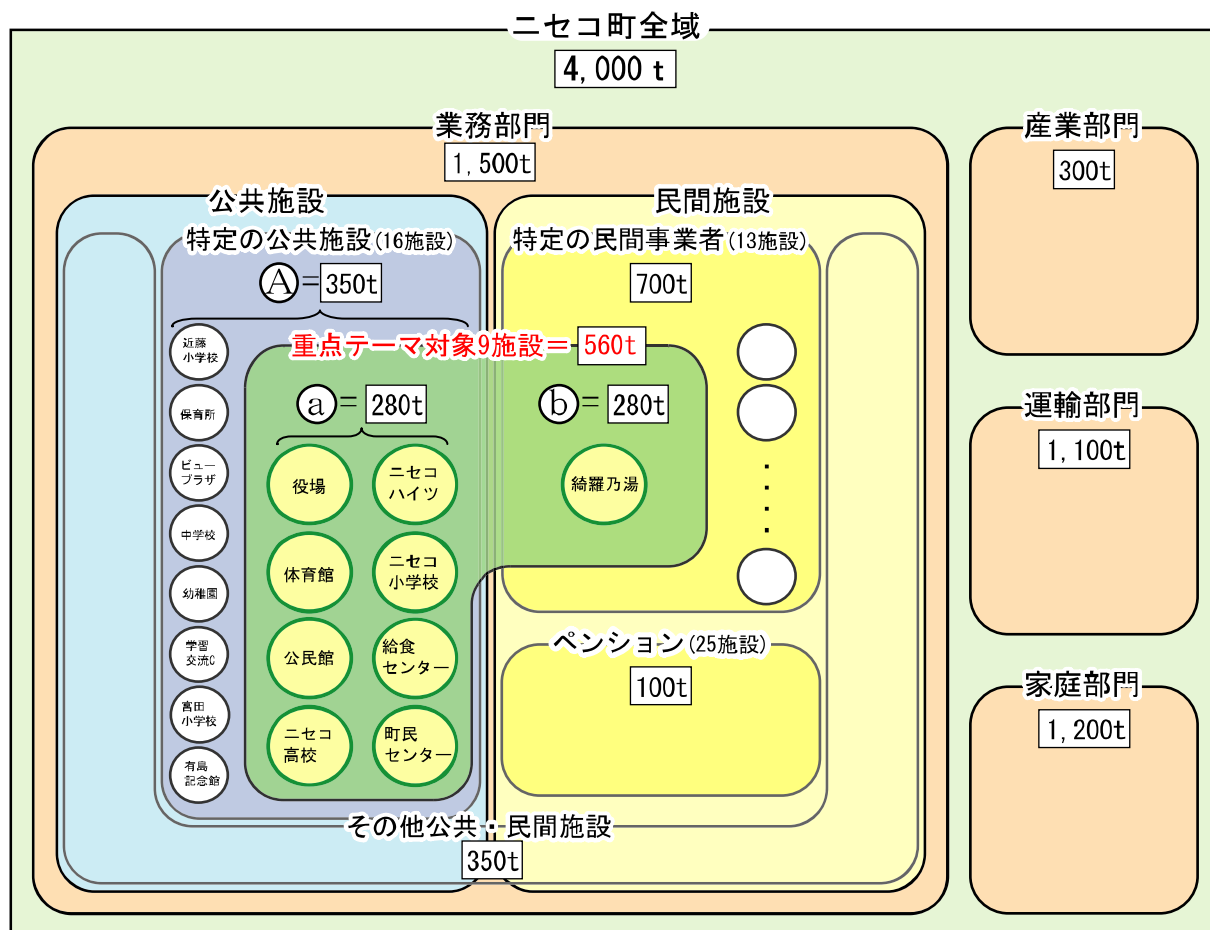 ニセコ町全域
4,000 t
業務部門
1,500t
公共施設
特定の公共施設(16施設)
Ⓐ=350t
近藤
小学校
保育所
ビュー
プラザ
中学校
幼稚園
学習
交流C
宮田
小学校
有島
記念館
重点テーマ対象9施設= 560t
ⓐ= 280t
役場
ニセコ
ハイツ
体育館
ニセコ
小学校
公民館
給食
センター
ニセコ
高校
町民
センター
民間施設
特定の民間事業者(13施設)
700t
ⓑ= 280t
綺羅乃湯
ペンション(25施設)
100t
その他公共・民間施設
350t
産業部門
300t
運輸部門
1,100t
家庭部門
1,200t